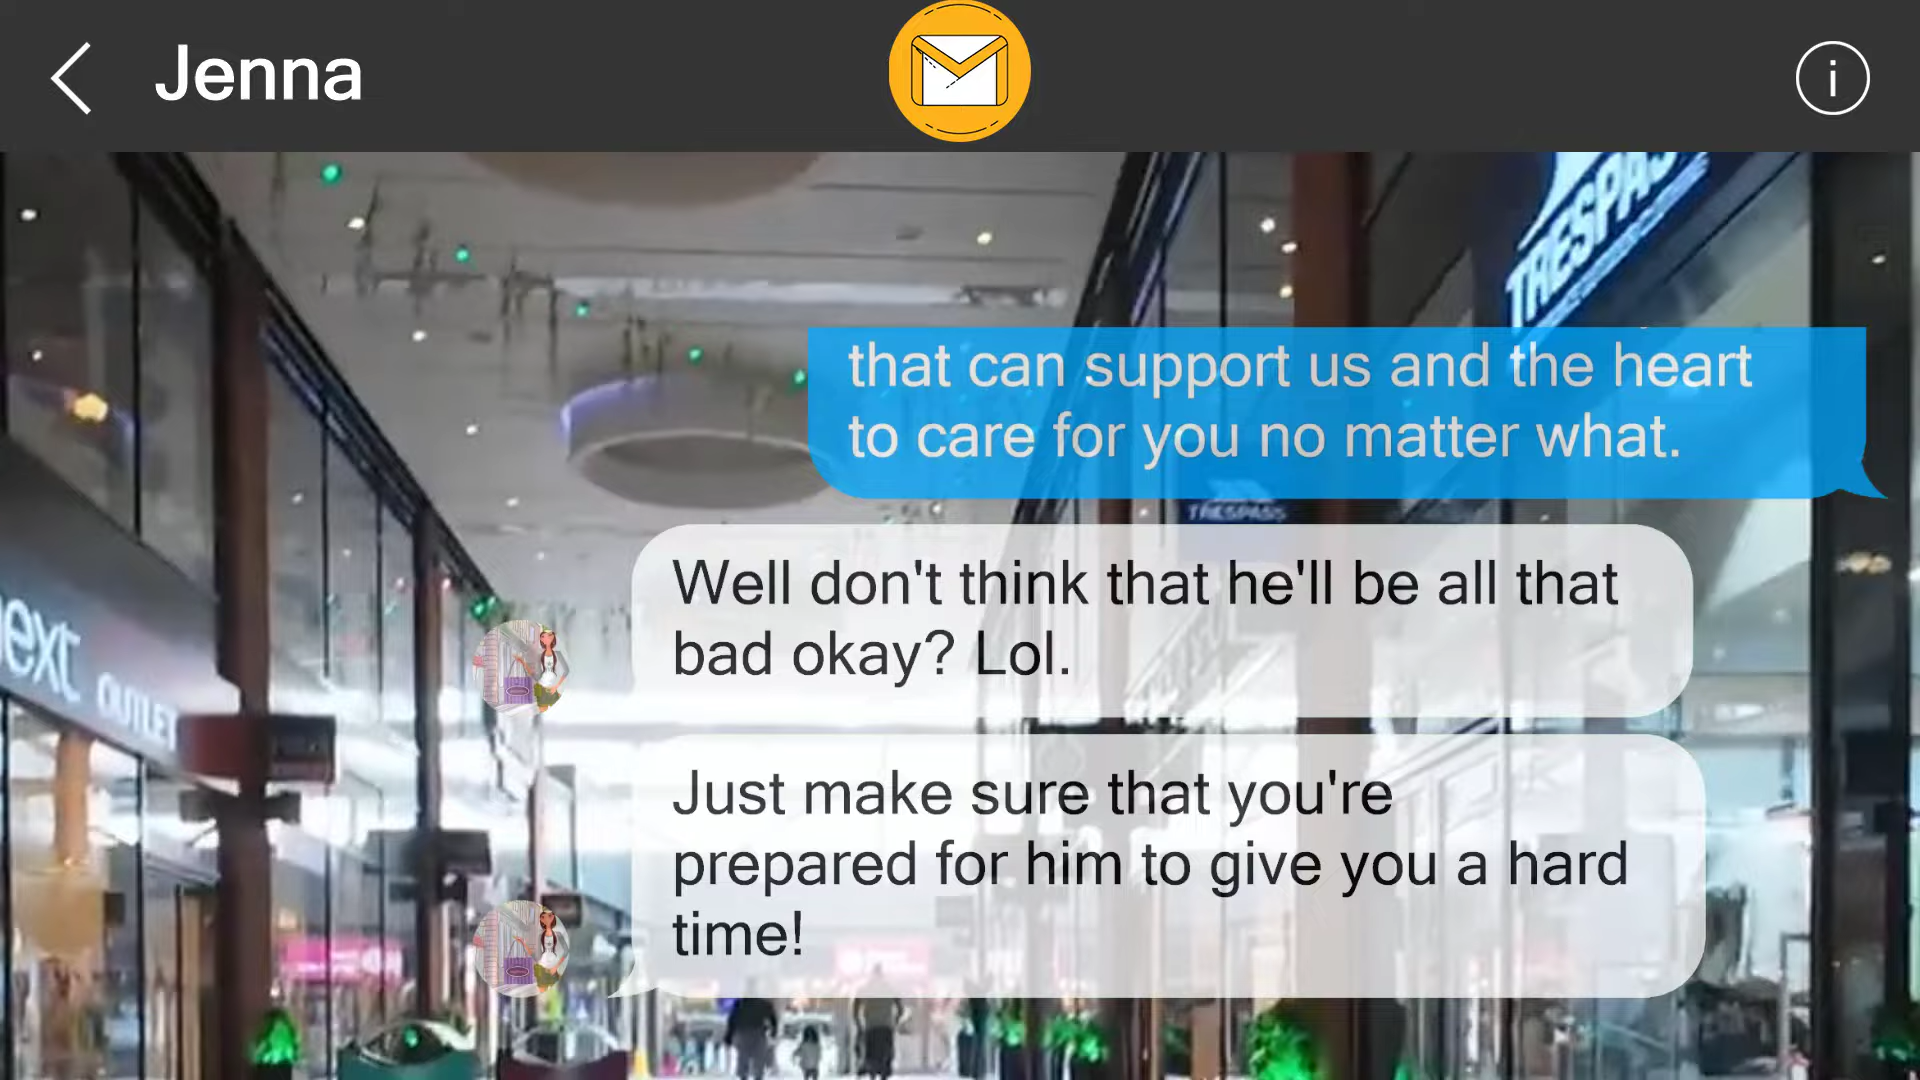 Jenna
TRESPASS
that can support us and the heart
to care for you no matter what.
TRESPASS
Well don't think that he'll be all that
bad okay? Lol.
next
OUTLET
Just make sure that you're
prepared for him to give you a hard
time!